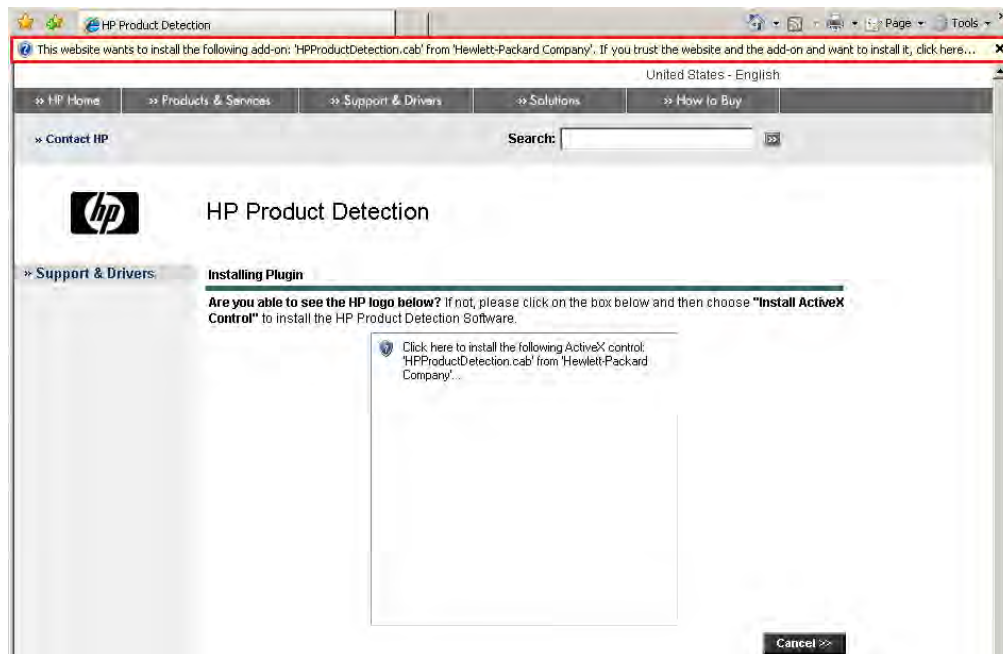 HP Product Detection
Page
Tools
This website wants to install the following add-on: 'HPProductDetection.cab' from 'Hewlett-Packard Company'. If you trust the website and the add-on and want to install it, click here...
United States - English
» HP Home
» Products & Services
» Support & Drivers
» Solutions
» How to Buy
» Contact HP
Search:
»
hp
HP Product Detection
» Support & Drivers
Installing Plugin
Are you able to see the HP logo below? If not, please click on the box below and then choose "Install ActiveX
Control" to install the HP Product Detection Software.
Click here to install the following ActiveX control:
'HPProductDetection.cab' from 'Hewlett-Packard
Company'...
Cancel >>